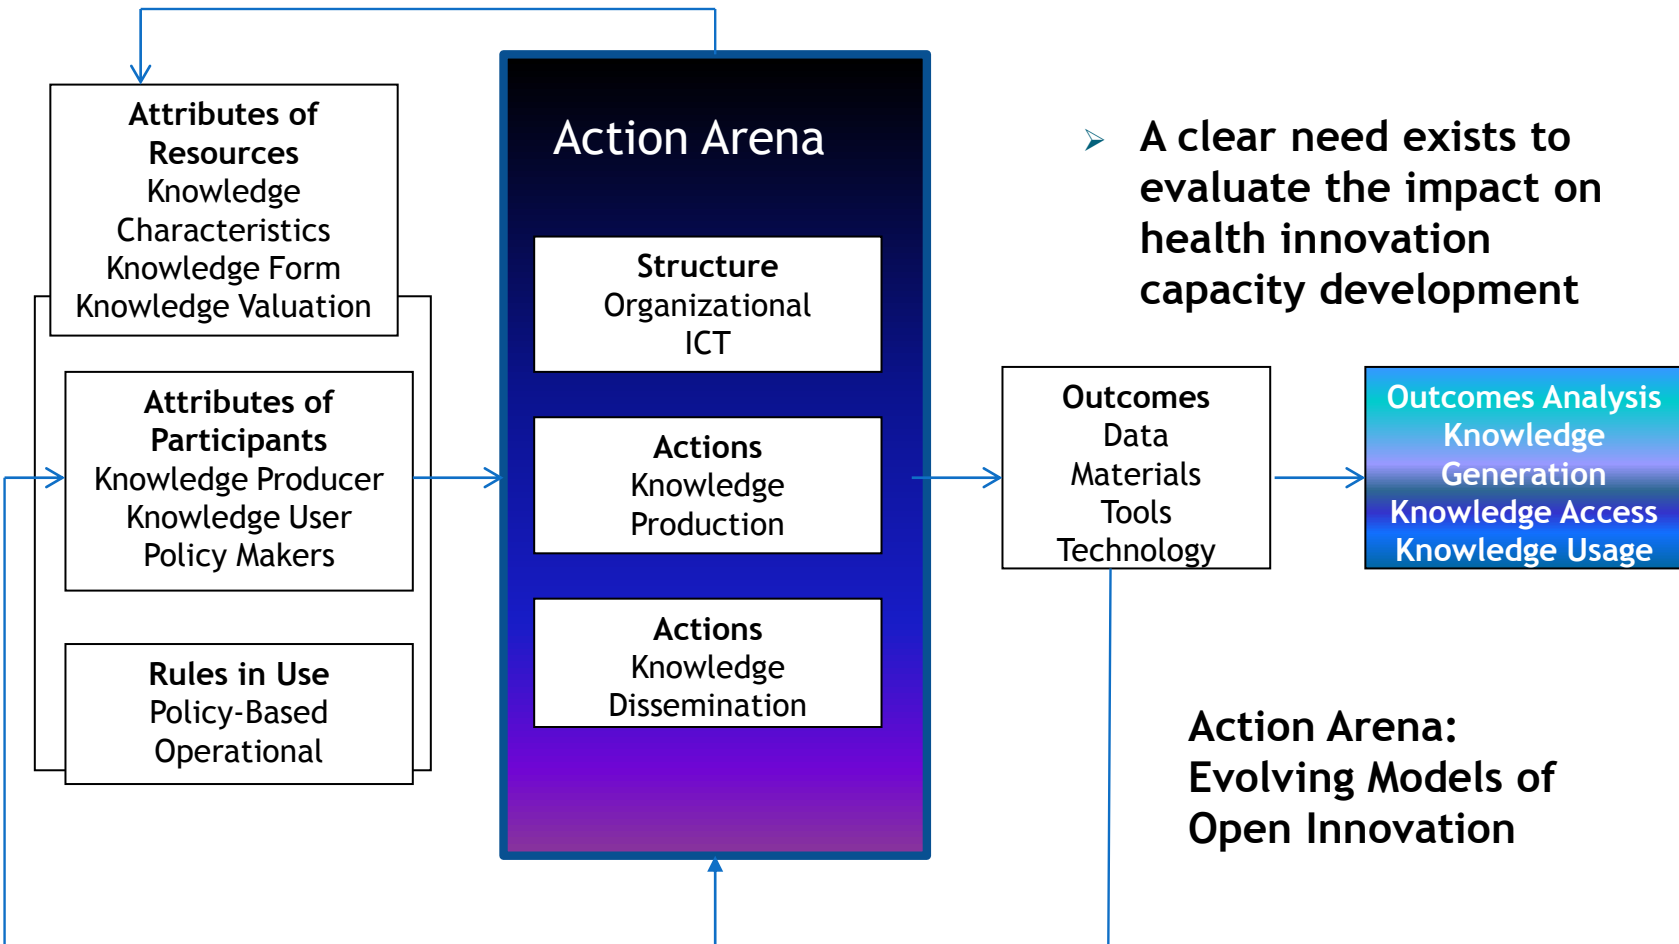 Attributes of
Resources
Knowledge
Characteristics
Knowledge Form
Knowledge Valuation
Attributes of
Participants
Knowledge Producer
Knowledge User
Policy Makers
Rules in Use
Policy-Based
Operational
Action Arena
Structure
Organizational
ICT
Actions
Knowledge
Production
Actions
Knowledge
Dissemination
➢ A clear need exists to
evaluate the impact on
health innovation
capacity development
Outcomes
Data
Materials
Tools
Technology
Outcomes Analysis
Knowledge
Generation
Knowledge Access
Knowledge Usage
Action Arena:
Evolving Models of
Open Innovation